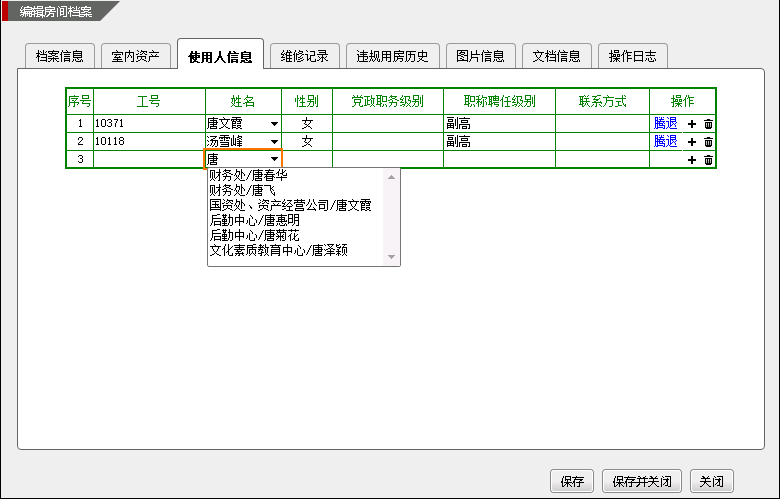 编辑房间档案
档案信息 室内资产 使用人信息 维修记录 违规用房历史 图片信息 文档信息 操作日志
序号 工号 姓名 性别 党政职务级别 职称聘任级别 联系方式 操作
1 10371 唐文霞 女 副高 腾退
2 10118 汤雪峰 女 副高 腾退
3 唐
财务处/唐春华
财务处/唐飞
国资处、资产经营公司/唐文霞
后勤中心/唐惠明
后勤中心/唐菊花
文化素质教育中心/唐泽颖
保存 保存并关闭 关闭